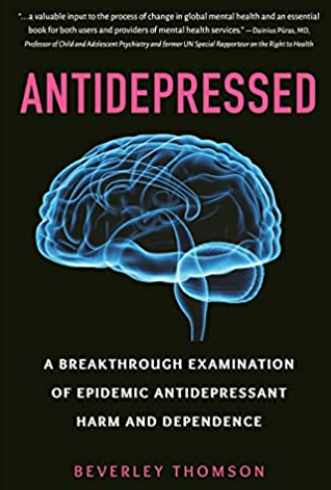 "...a valuable input to the process of change in global mental health and an essential
book for both users and providers of mental health services." —Dainius Pūras, MD,
Professor of Child and Adolescent Psychiatry and former UN Special Rapporteur on the Right to Health
ANTIDEPRESSED
A BREAKTHROUGH EXAMINATION
OF EPIDEMIC ANTIDEPRESSANT
HARM AND DEPENDENCE
BEVERLEY THOMSON